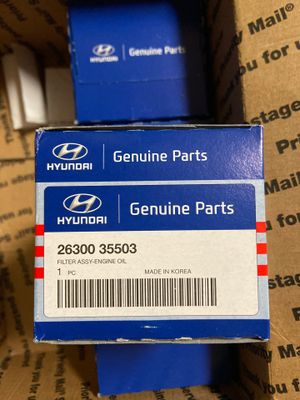 HYUNDAI
Genuine Parts
HYUNDAI
Genuine Parts
HYUNDAI
Genuine Parts
26300 35503
FILTER ASSY-ENGINE OIL
1 PC MADE IN KOREA